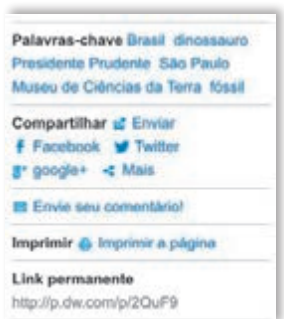 Palavras-chave Brasil dinossauro
Presidente Prudente São Paulo
Museu de Ciências da Terra fóssil
Compartilhar Enviar
Facebook Twitter
google+ Mais
Envie seu comentário!
Imprimir Imprimir a página
Link permanente
http://p.dw.com/p/2QuF9